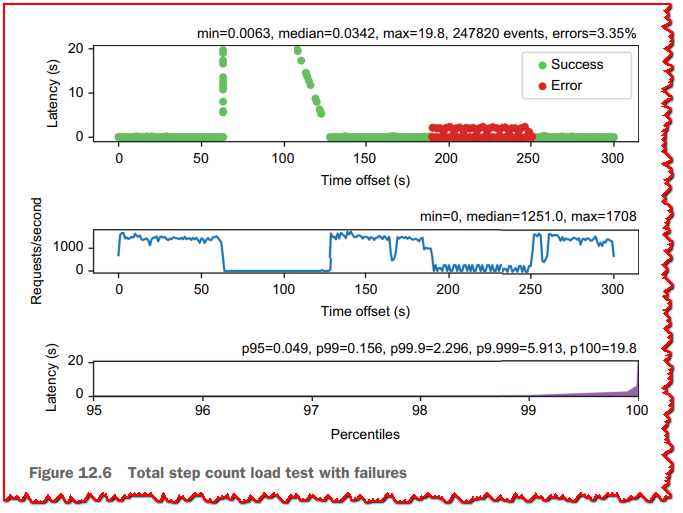 min=0.0063, median=0.0342, max=19.8, 247820 events, errors=3.35%
20
10
0
Latency (s)
Success
Error
0 50 100 150 200 250 300
Time offset (s)
min=0, median=1251.0, max=1708
Requests/second
1000
0
0 50 100 150 200 250 300
Time offset (s)
p95=0.049, p99=0.156, p99.9=2.296, p9.999=5.913, p100=19.8
Latency (s)
20
0
95 96 97 98 99 100
Percentiles
Figure 12.6 Total step count load test with failures